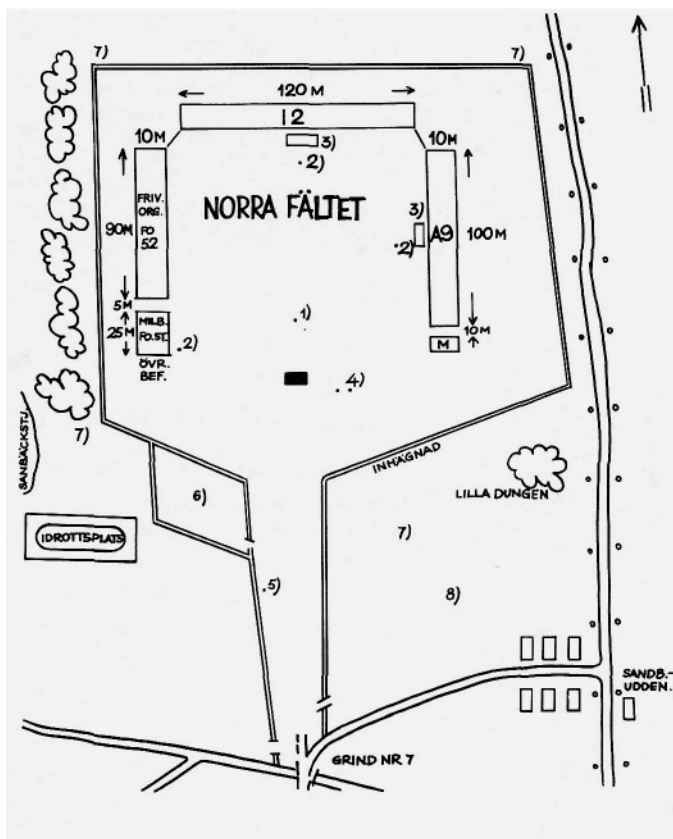 7)
7)
120 M
I 2
10M
10M
3)
2)
FRIV.
ORG.
FO
52
90M
NORRA FÄLTET
3)
A9
100M
2)
5M
1)
MILB.
FO.ST.
25M
2)
10M
M
ÖVR.
BEF.
4)
7)
SANBÄCKSTJ.
INHÄGNAD
6)
LILLA DUNGEN
IDROTTSPLATS
7)
5)
8)
SANDB.-
UDDEN.
GRIND NR 7